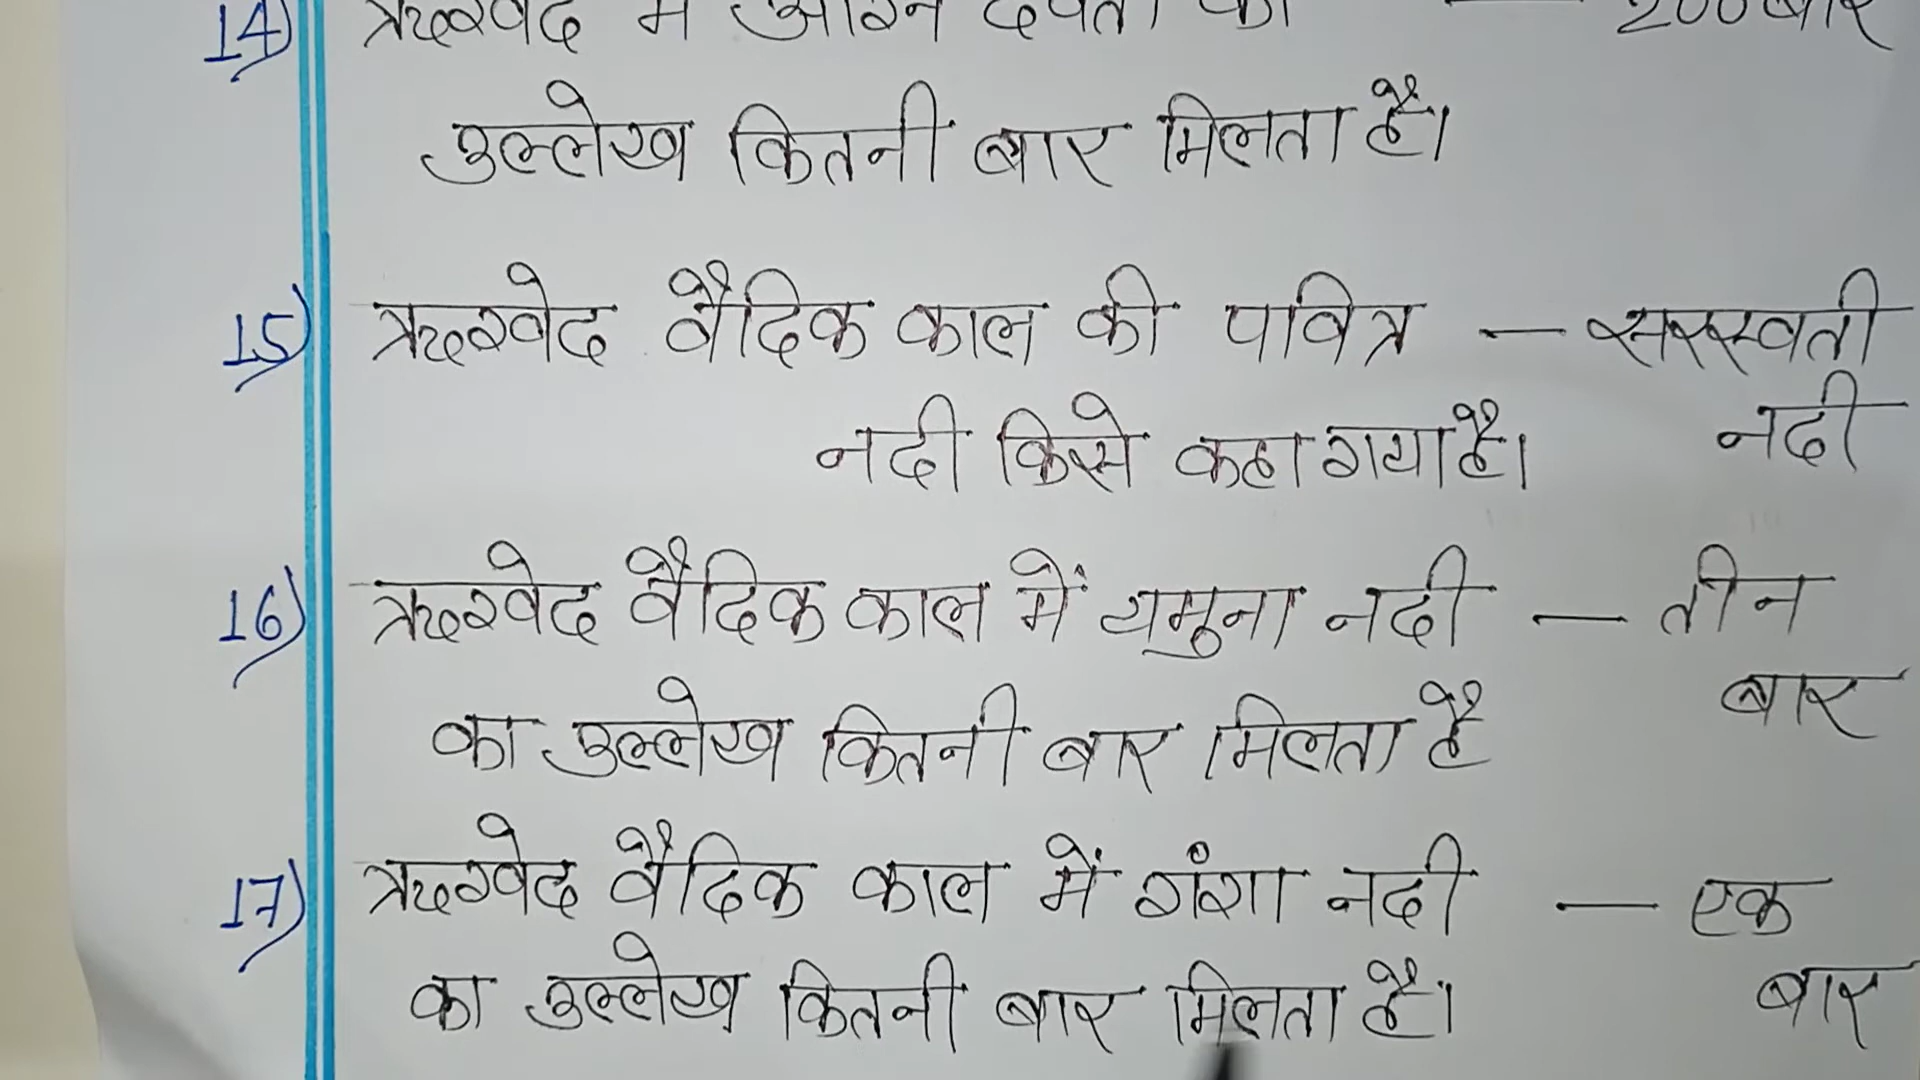 14) ऋग्वेद में अग्नि देवता का — 200 बार
उल्लेख कितनी बार मिलता है।
15) ऋग्वेद वैदिक काल की पवित्र — सरस्वती
नदी किसे कहा गया है। नदी
16) ऋग्वेद वैदिक काल में यमुना नदी — तीन
बार
का उल्लेख कितनी बार मिलता है
17) ऋग्वेद वैदिक काल में गंगा नदी — एक
का उल्लेख कितनी बार मिलता है। बार